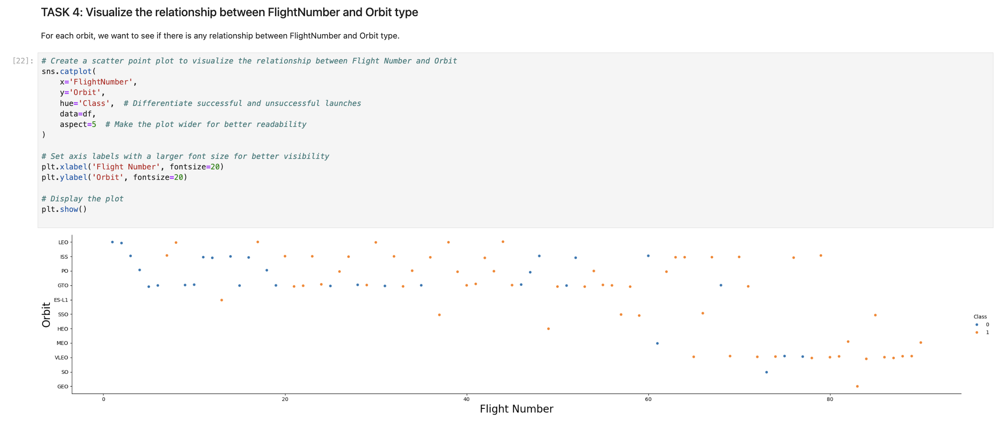 TASK 4: Visualize the relationship between FlightNumber and Orbit type
For each orbit, we want to see if there is any relationship between FlightNumber and Orbit type.
[22]:
# Create a scatter point plot to visualize the relationship between Flight Number and Orbit
sns.catplot(
    x='FlightNumber',
    y='Orbit',
    hue='Class',  # Differentiate successful and unsuccessful launches
    data=df,
    aspect=5  # Make the plot wider for better readability
)
# Set axis labels with a larger font size for better visibility
plt.xlabel('Flight Number', fontsize=20)
plt.ylabel('Orbit', fontsize=20)
# Display the plot
plt.show()
LEO
ISS
PO
GTO
ES-L1
SSO
HEO
MEO
VLEO
SO
GEO
Orbit
0 20 40 60 80
Flight Number
Class
0
1